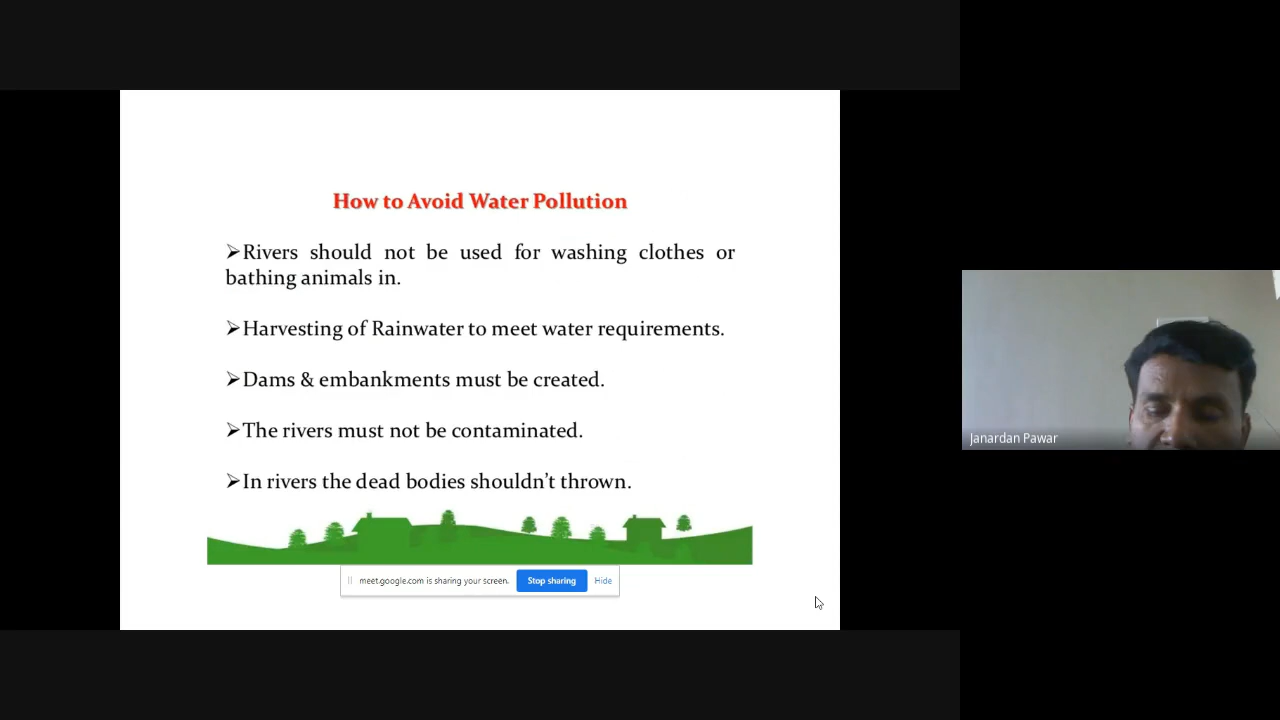 How to Avoid Water Pollution
➢Rivers should not be used for washing clothes or
bathing animals in.
➢Harvesting of Rainwater to meet water requirements.
➢Dams & embankments must be created.
➢The rivers must not be contaminated.
➢In rivers the dead bodies shouldn’t thrown.
meet.google.com is sharing your screen. Stop sharing Hide
Janardan Pawar